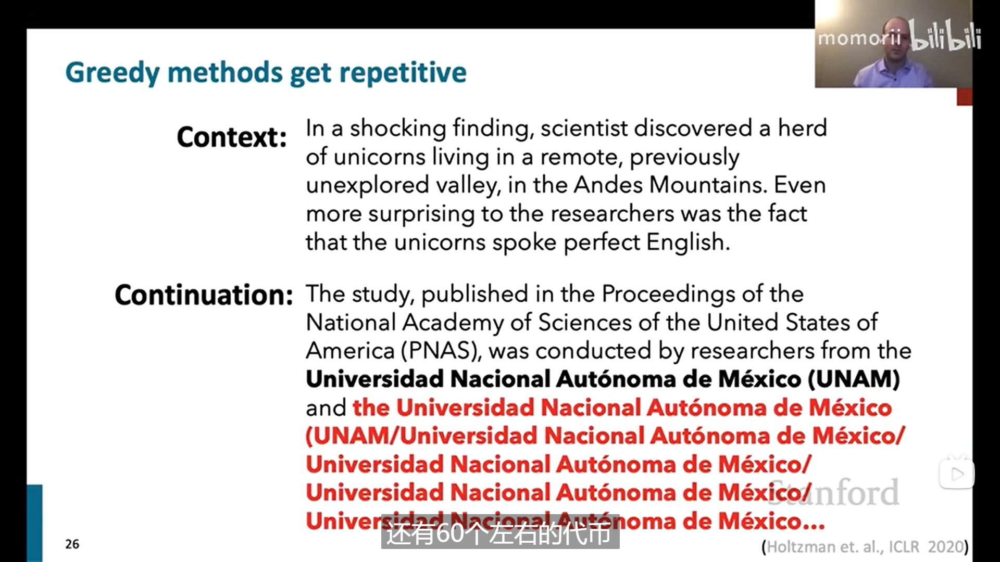 momorii bilibili
Greedy methods get repetitive
Context:
In a shocking finding, scientist discovered a herd
of unicorns living in a remote, previously
unexplored valley, in the Andes Mountains. Even
more surprising to the researchers was the fact
that the unicorns spoke perfect English.
Continuation:
The study, published in the Proceedings of the
National Academy of Sciences of the United States of
America (PNAS), was conducted by researchers from the
Universidad Nacional Autónoma de México (UNAM)
and the Universidad Nacional Autónoma de México
(UNAM/Universidad Nacional Autónoma de México/
Universidad Nacional Autónoma de México/
Universidad Nacional Autónoma de México/
Stanford
Universidad Nacional Autónoma de México...
还有60个左右的代币
26
(Holtzman et. al., ICLR 2020)